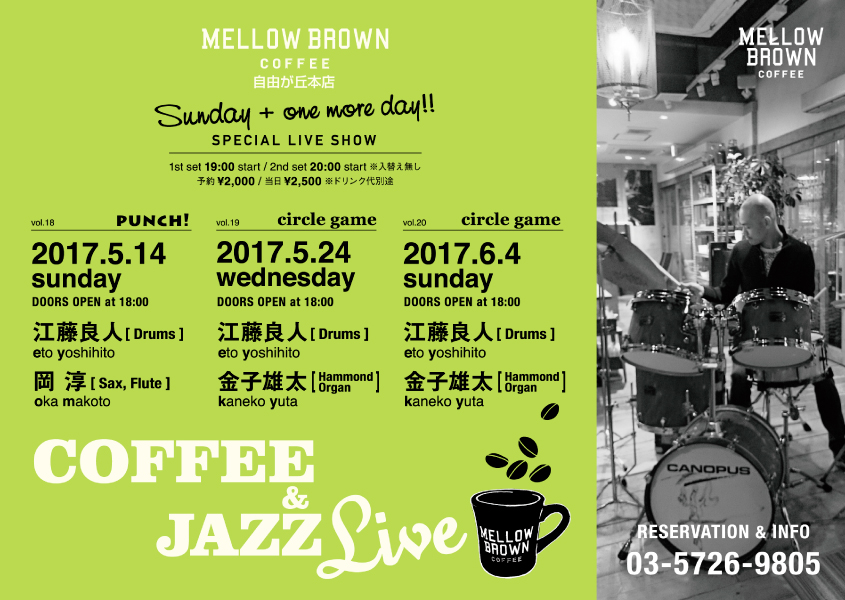 MELLOW BROWN
COFFEE
自由が丘本店
Sunday + one more day!!
SPECIAL LIVE SHOW
1st set 19:00 start / 2nd set 20:00 start ※入替え無し
予約 ¥2,000 / 当日 ¥2,500 ※ドリンク代別途
vol.18 PUNCH!
2017.5.14
sunday
DOORS OPEN at 18:00
江藤良人 [ Drums ]
eto yoshihito
岡 淳 [ Sax, Flute ]
oka makoto
vol.19 circle game
2017.5.24
wednesday
DOORS OPEN at 18:00
江藤良人 [ Drums ]
eto yoshihito
金子雄太 [ Hammond
Organ ]
kaneko yuta
vol.20 circle game
2017.6.4
sunday
DOORS OPEN at 18:00
江藤良人 [ Drums ]
eto yoshihito
金子雄太 [ Hammond
Organ ]
kaneko yuta
COFFEE
&
JAZZ Live
MELLOW
BROWN
COFFEE
MELLOW
BROWN
COFFEE
CANOPUS
RESERVATION & INFO
03-5726-9805